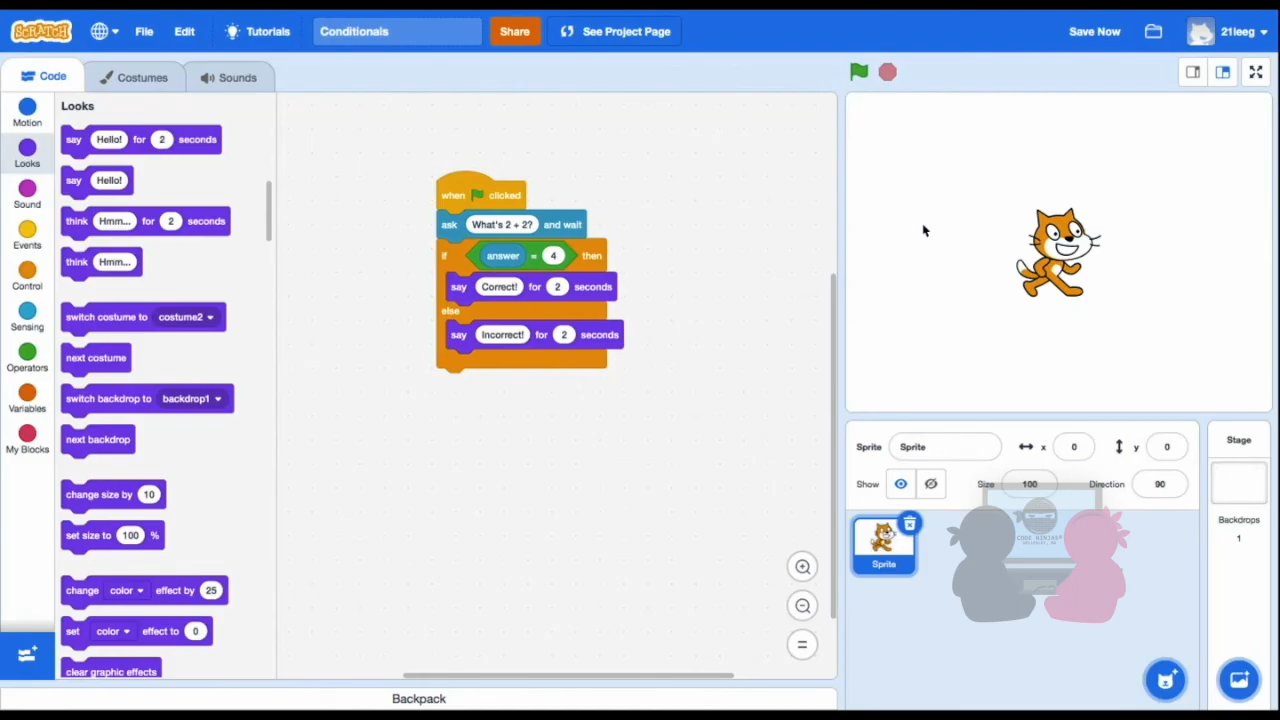 SCRATCH File Edit Tutorials Conditionals Share See Project Page Save Now 21leeg
Code Costumes Sounds
Motion
Looks
Sound
Events
Control
Sensing
Operators
Variables
My Blocks
Looks
say Hello! for 2 seconds
say Hello!
think Hmm... for 2 seconds
think Hmm...
switch costume to costume2
next costume
switch backdrop to backdrop1
next backdrop
change size by 10
set size to 100 %
change color effect by 25
set color effect to 0
clear graphic effects
when clicked
ask What's 2 + 2? and wait
if answer = 4 then
say Correct! for 2 seconds
else
say Incorrect! for 2 seconds
Backpack
Sprite Sprite x 0 y 0
Show Size 100 Direction 90
Sprite
Stage
Backdrops
1
CODE NINJAS